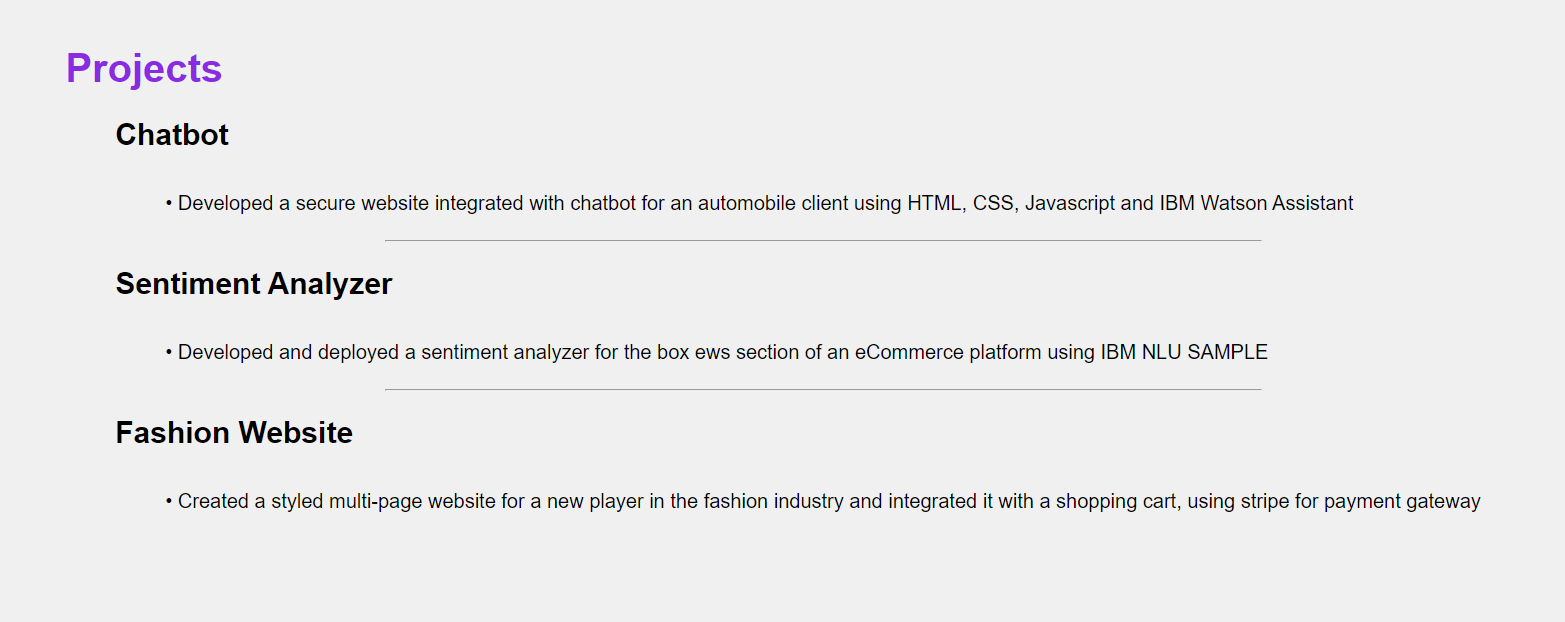 Projects
Chatbot
• Developed a secure website integrated with chatbot for an automobile client using HTML, CSS, Javascript and IBM Watson Assistant
Sentiment Analyzer
• Developed and deployed a sentiment analyzer for the box ews section of an eCommerce platform using IBM NLU SAMPLE
Fashion Website
• Created a styled multi-page website for a new player in the fashion industry and integrated it with a shopping cart, using stripe for payment gateway